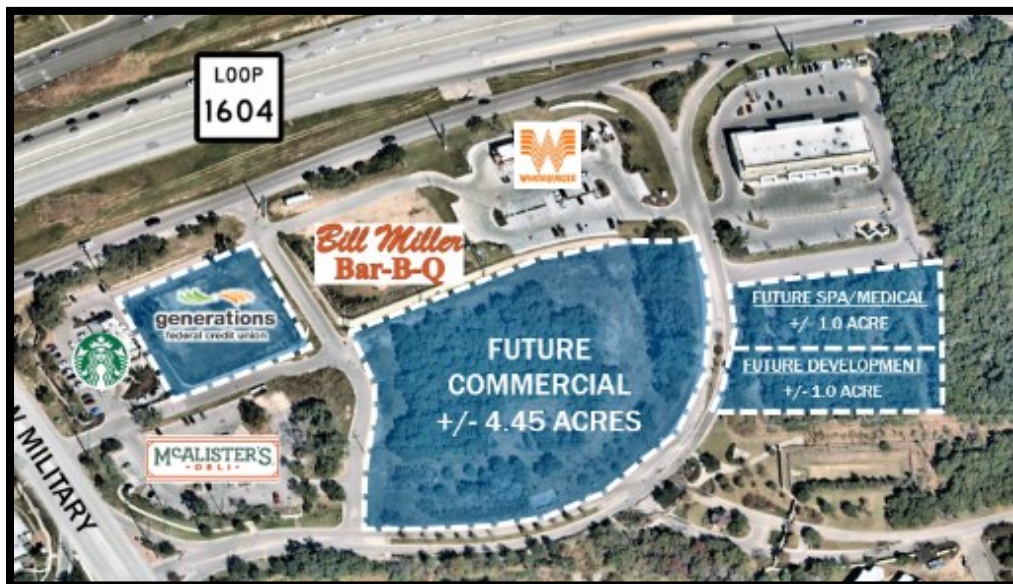 LOOP
1604
WHATABURGER
Bill Miller
Bar-B-Q
generations
federal credit union
FUTURE SPA/MEDICAL
+/- 1.0 ACRE
FUTURE
COMMERCIAL
+/- 4.45 ACRES
FUTURE DEVELOPMENT
+/- 1.0 ACRE
McALISTER'S
DELI
N MILITARY